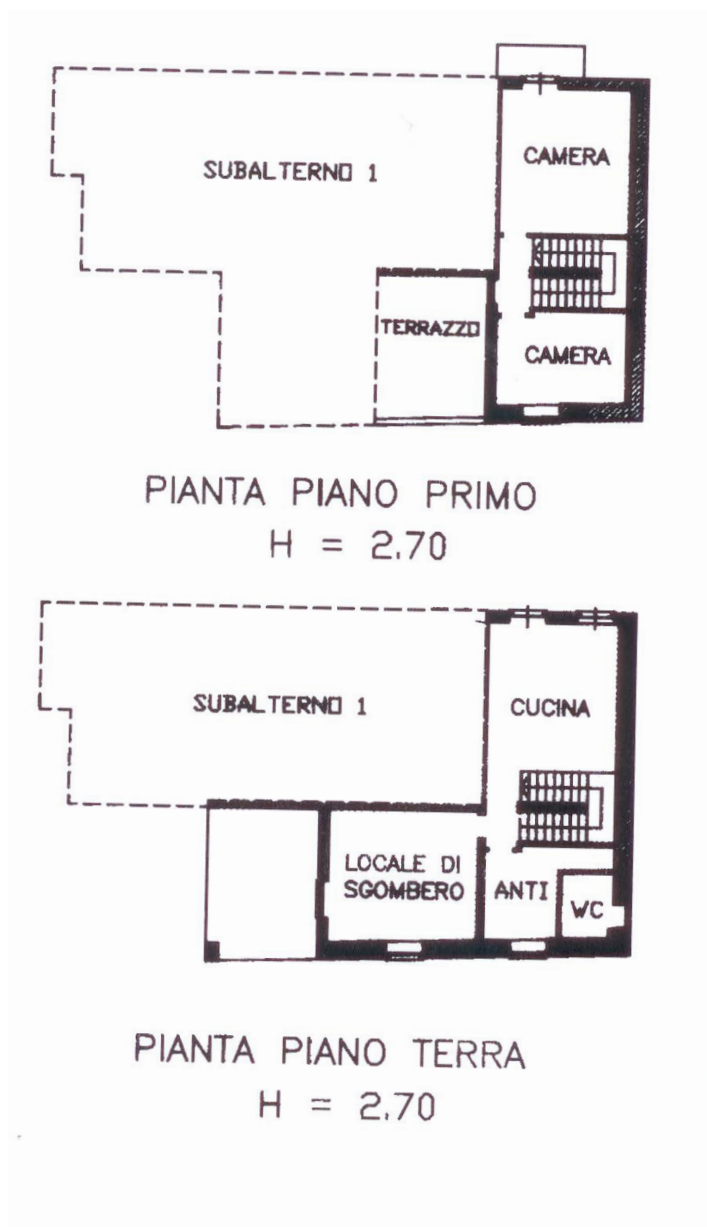 SUBALTERNO 1
CAMERA
TERRAZZO
CAMERA
PIANTA PIANO PRIMO
H = 2.70
SUBALTERNO 1
CUCINA
LOCALE DI
SGOMBERO
ANTI
WC
PIANTA PIANO TERRA
H = 2.70